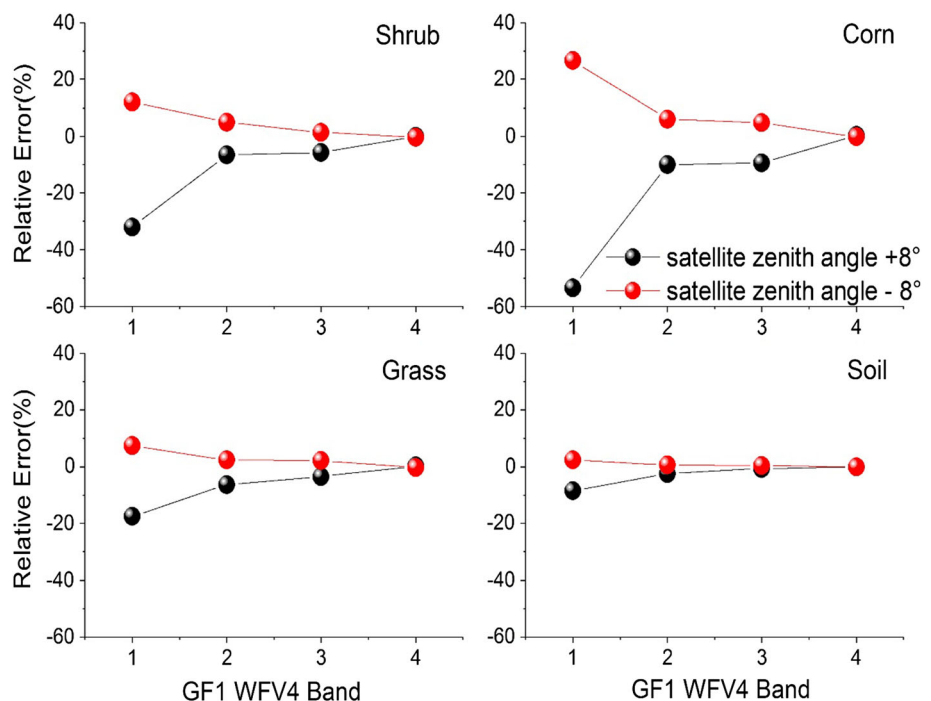 Shrub
Relative Error(%)
40
20
0
-20
-40
-60
1 2 3 4
Corn
Relative Error(%)
40
20
0
-20
-40
-60
satellite zenith angle +8°
satellite zenith angle - 8°
1 2 3 4
Grass
Relative Error(%)
40
20
0
-20
-40
-60
1 2 3 4
GF1 WFV4 Band
Soil
40
20
0
-20
-40
-60
1 2 3 4
GF1 WFV4 Band